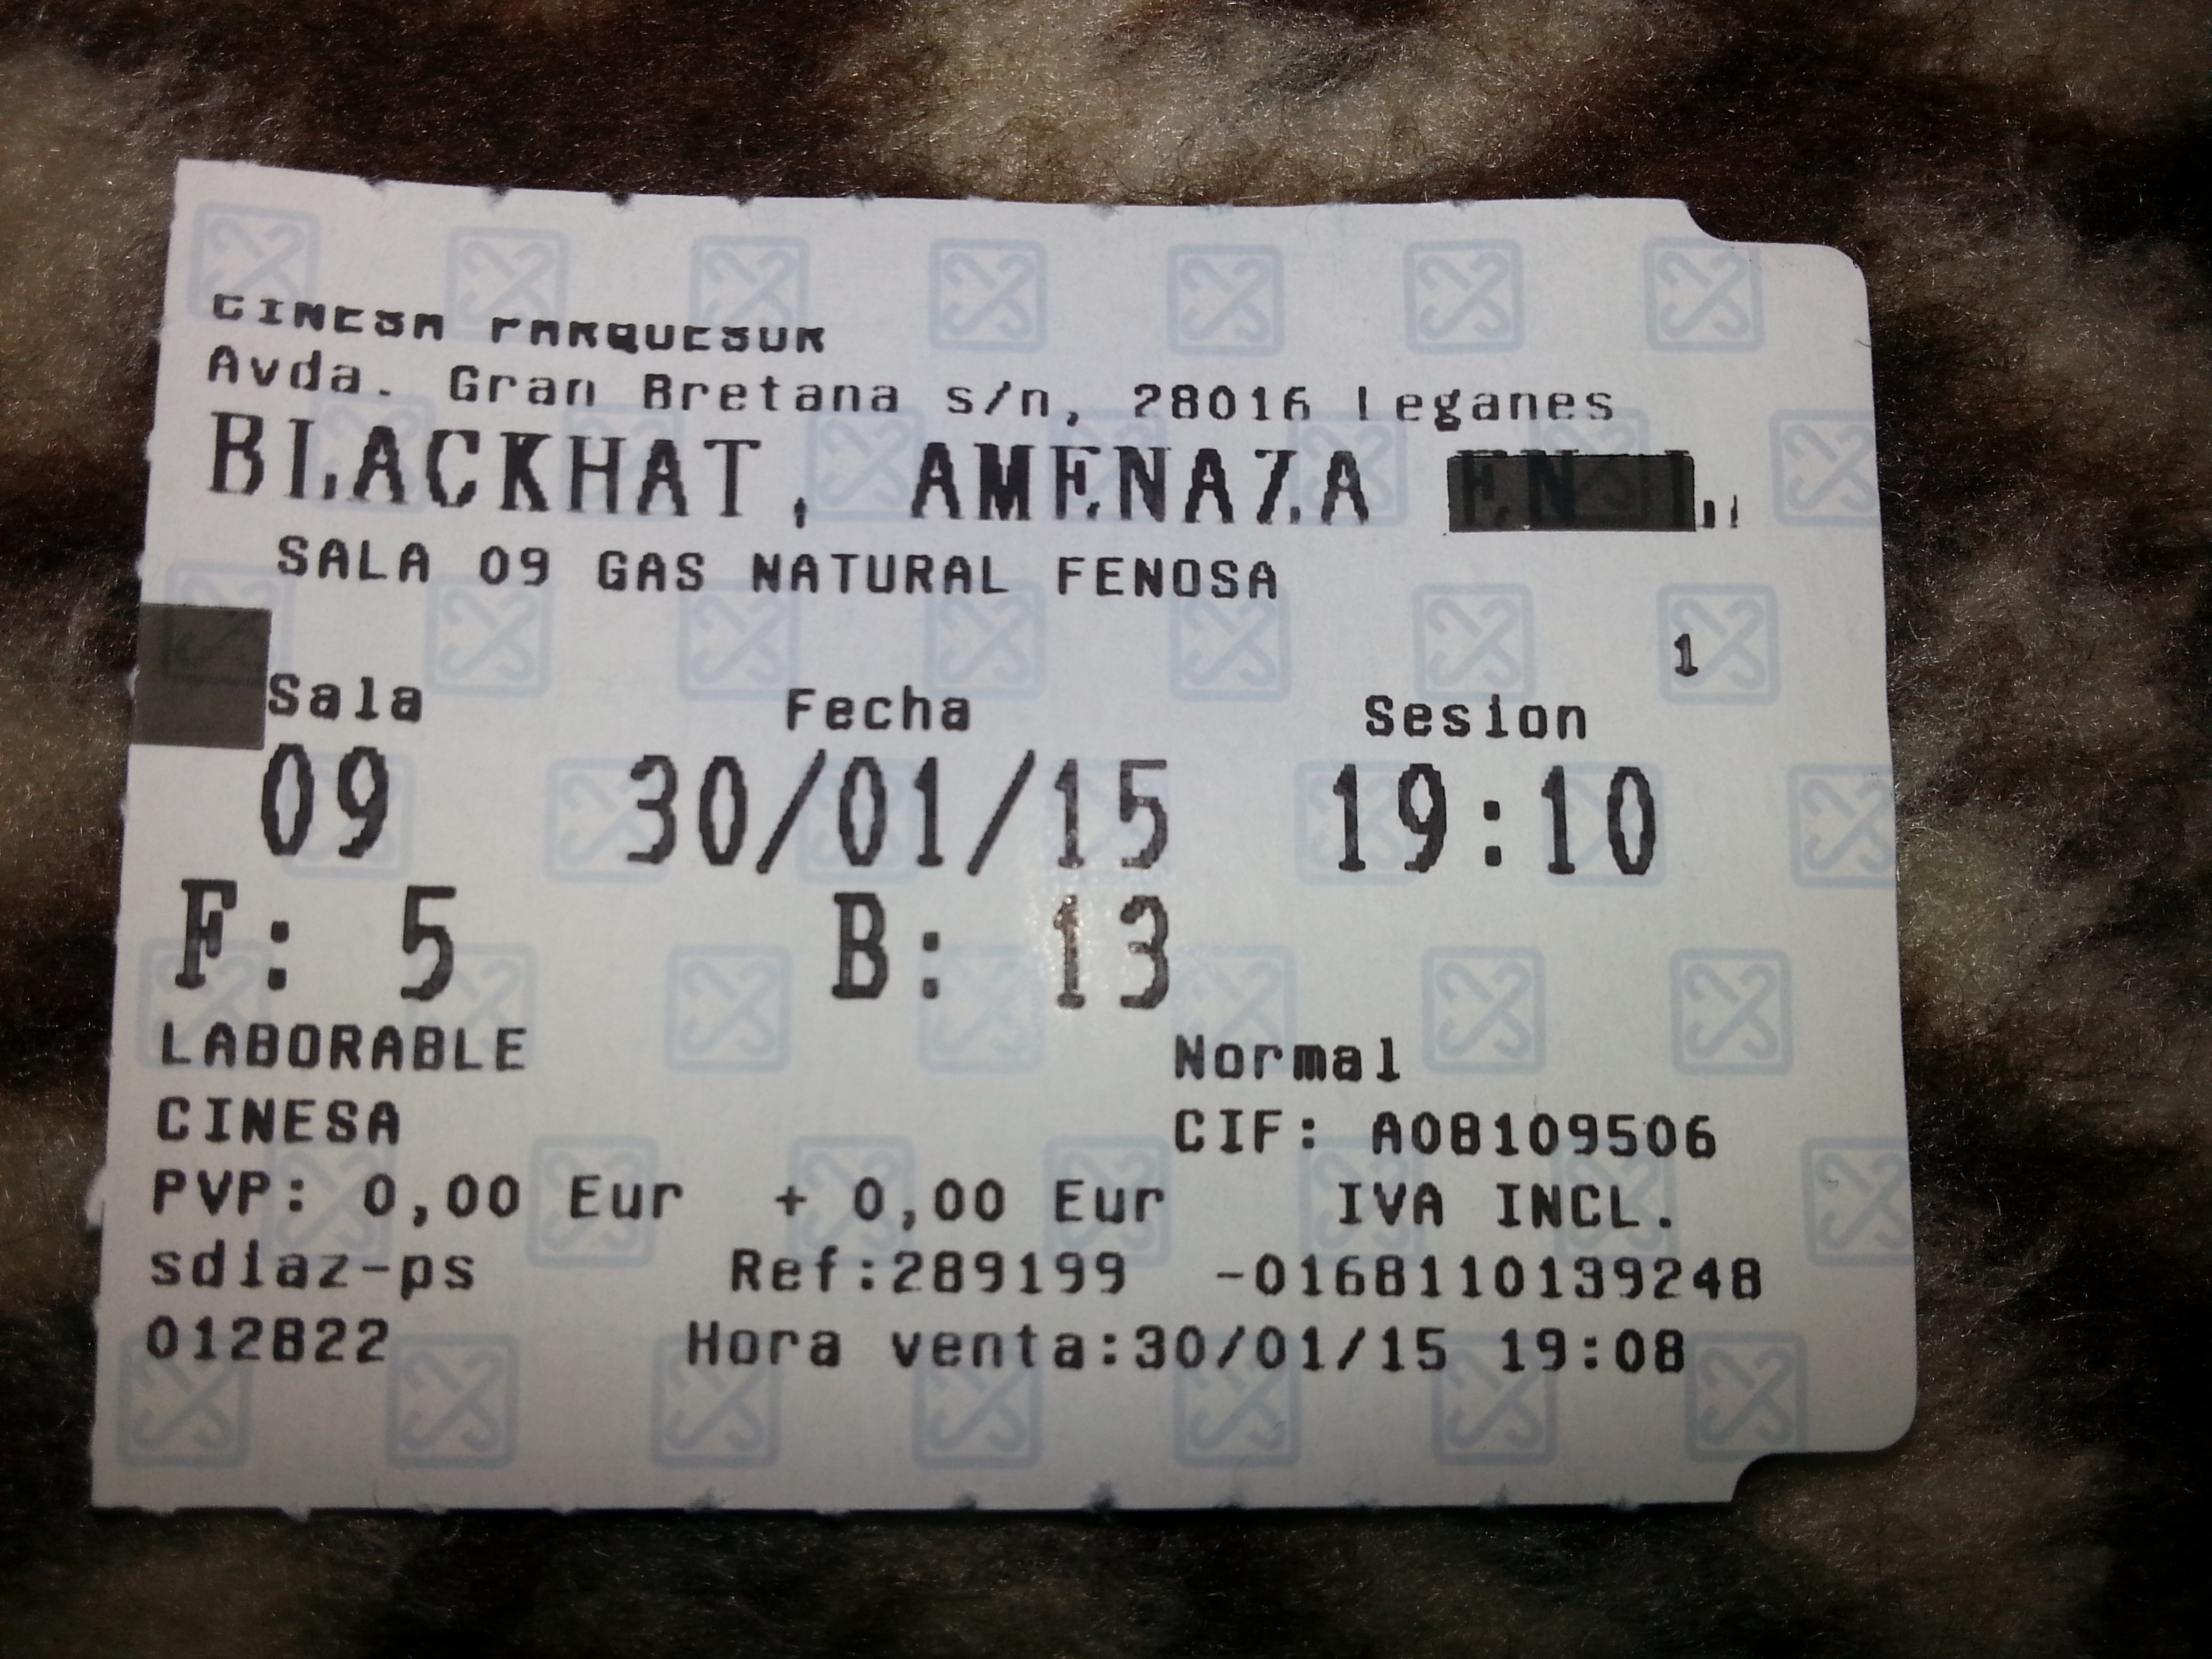 CINESA PARQUESUR
Avda. Gran Bretana s/n, 28016 Leganes
BLACKHAT, AMENAZA EN L..
SALA 09 GAS NATURAL FENOSA
1
Sala Fecha Sesion
09 30/01/15 19:10
F: 5 B: 13
LABORABLE Normal
CINESA CIF: A08109506
PVP: 0,00 Eur + 0,00 Eur IVA INCL.
sdiaz-ps Ref:289199 -0168110139248
012822 Hora venta:30/01/15 19:08